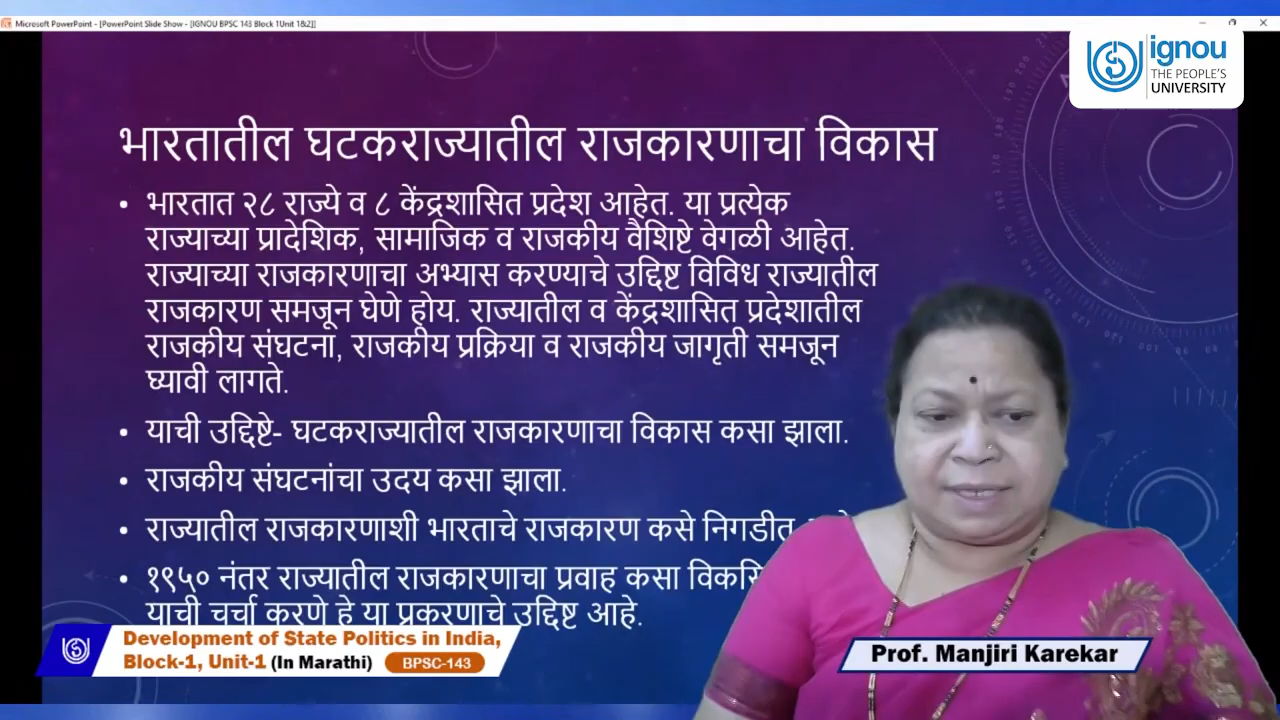 Microsoft PowerPoint - [PowerPoint Slide Show - [IGNOU BPSC 143 Block 1Unit 1&2]]
ignou
THE PEOPLE'S
UNIVERSITY
भारतातील घटकराज्यातील राजकारणाचा विकास
• भारतात २८ राज्ये व ८ केंद्रशासित प्रदेश आहेत. या प्रत्येक
राज्याच्या प्रादेशिक, सामाजिक व राजकीय वैशिष्टे वेगळी आहेत.
राज्याच्या राजकारणाचा अभ्यास करण्याचे उद्दिष्ट विविध राज्यातील
राजकारण समजून घेणे होय. राज्यातील व केंद्रशासित प्रदेशातील
राजकीय संघटना, राजकीय प्रक्रिया व राजकीय जागृती समजून
घ्यावी लागते.
• याची उद्दिष्टे- घटकराज्यातील राजकारणाचा विकास कसा झाला.
• राजकीय संघटनांचा उदय कसा झाला.
• राज्यातील राजकारणाशी भारताचे राजकारण कसे निगडीत
• १९५० नंतर राज्यातील राजकारणाचा प्रवाह कसा
याची चर्चा करणे हे या प्रकरणाचे उद्दिष्ट आहे.
Development of State Politics in India,
Block-1, Unit-1 (In Marathi) BPSC-143
Prof. Manjiri Karekar